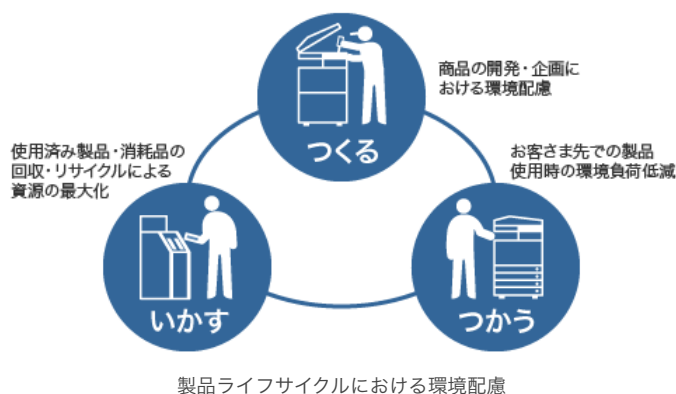 つくる
商品の開発・企画に
おける環境配慮
お客さま先での製品
使用時の環境負荷低減
つかう
使用済み製品・消耗品の
回収・リサイクルによる
資源の最大化
いかす
製品ライフサイクルにおける環境配慮